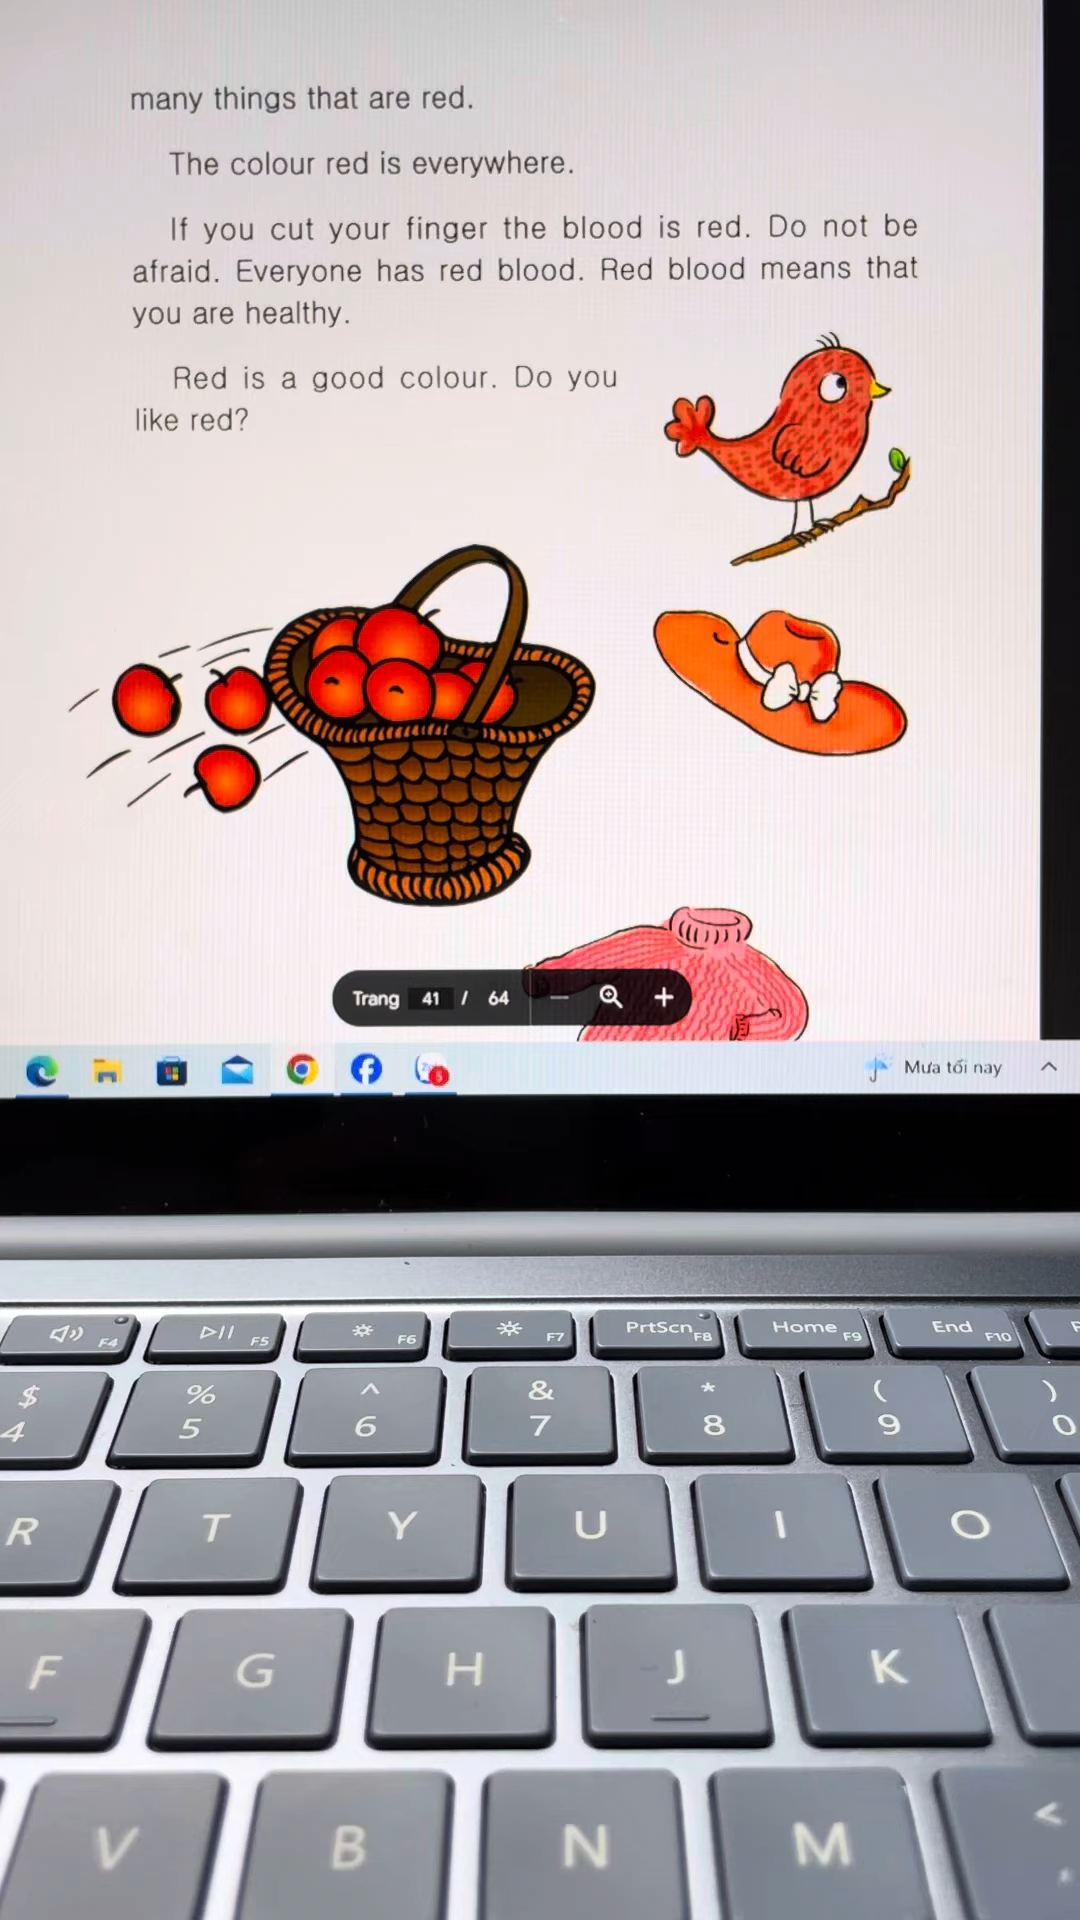 many things that are red.
The colour red is everywhere.
If you cut your finger the blood is red. Do not be
afraid. Everyone has red blood. Red blood means that
you are healthy.
Red is a good colour. Do you
like red?
Trang 41 / 64
5
Mưa tối nay
F4 F5 F6 F7 PrtScn F8 Home F9 End F10
$ % ^ & * ( )
4 5 6 7 8 9 0
R T Y U I O
F G H J K
V B N M <